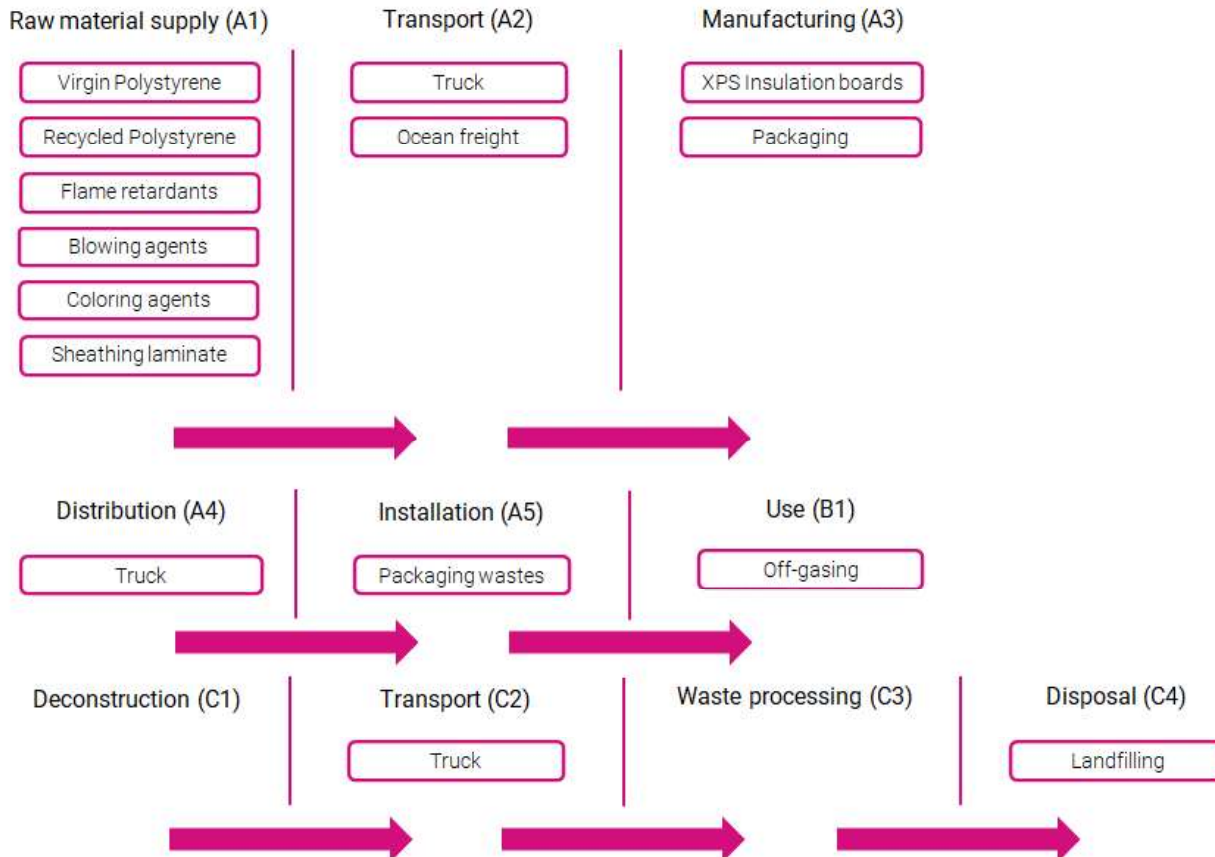 Raw material supply (A1)
Transport (A2)
Manufacturing (A3)
Virgin Polystyrene
Truck
XPS Insulation boards
Recycled Polystyrene
Ocean freight
Packaging
Flame retardants
Blowing agents
Coloring agents
Sheathing laminate
Distribution (A4)
Installation (A5)
Use (B1)
Truck
Packaging wastes
Off-gasing
Deconstruction (C1)
Transport (C2)
Waste processing (C3)
Disposal (C4)
Truck
Landfilling